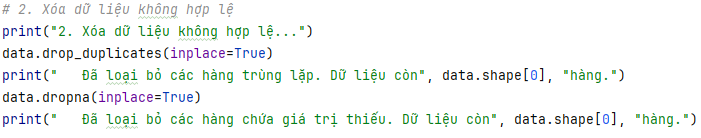 # 2. Xóa dữ liệu không hợp lệ
print("2. Xóa dữ liệu không hợp lệ...")
data.drop_duplicates(inplace=True)
print("   Đã loại bỏ các hàng trùng lặp. Dữ liệu còn", data.shape[0], "hàng.")
data.dropna(inplace=True)
print("   Đã loại bỏ các hàng chứa giá trị thiếu. Dữ liệu còn", data.shape[0], "hàng.")